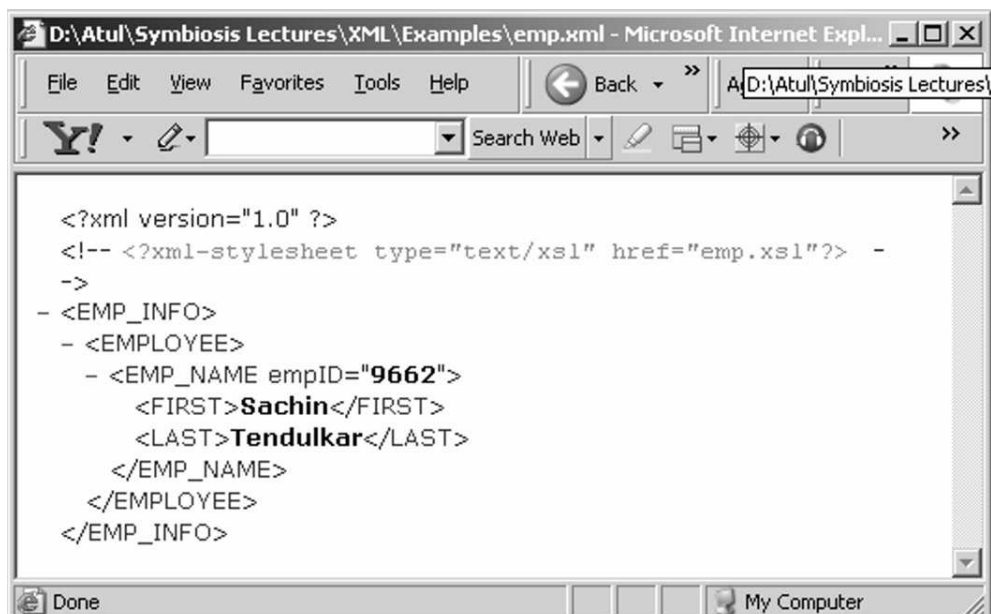 D:\Atul\Symbiosis Lectures\XML\Examples\emp.xml - Microsoft Internet Expl...
File Edit View Favorites Tools Help Back » D:\Atul\Symbiosis Lectures\
Y! Search Web »
<?xml version="1.0" ?>
<!-- <?xml-stylesheet type="text/xsl" href="emp.xsl"?> -
->
– <EMP_INFO>
– <EMPLOYEE>
– <EMP_NAME empID="9662">
<FIRST>Sachin</FIRST>
<LAST>Tendulkar</LAST>
</EMP_NAME>
</EMPLOYEE>
</EMP_INFO>
Done My Computer